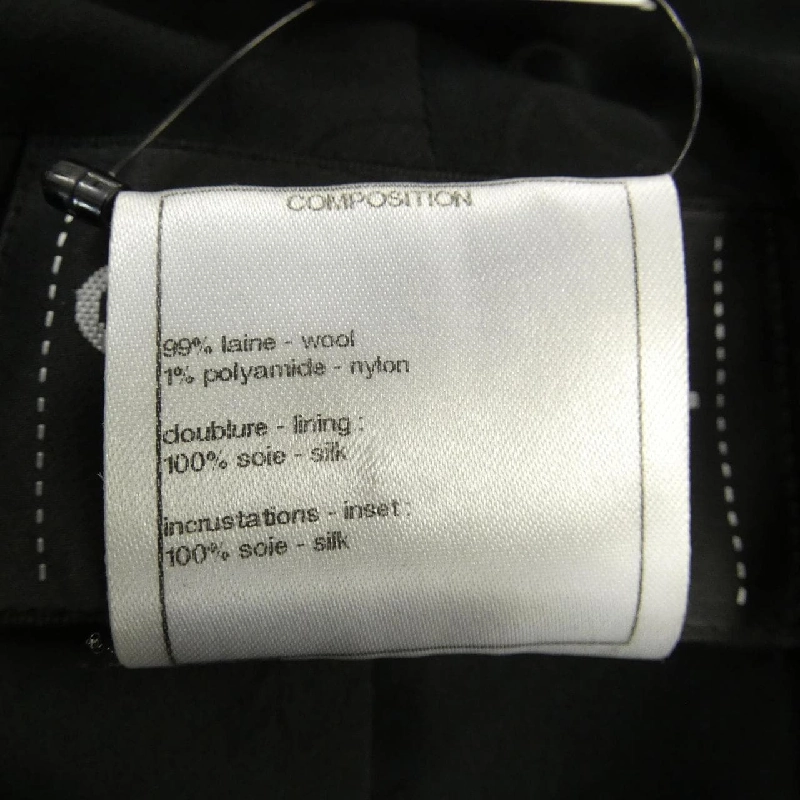 COMPOSITION
99% laine - wool
1% polyamide - nylon
doublure - lining :
100% soie - silk
incrustations - inset :
100% soie - silk